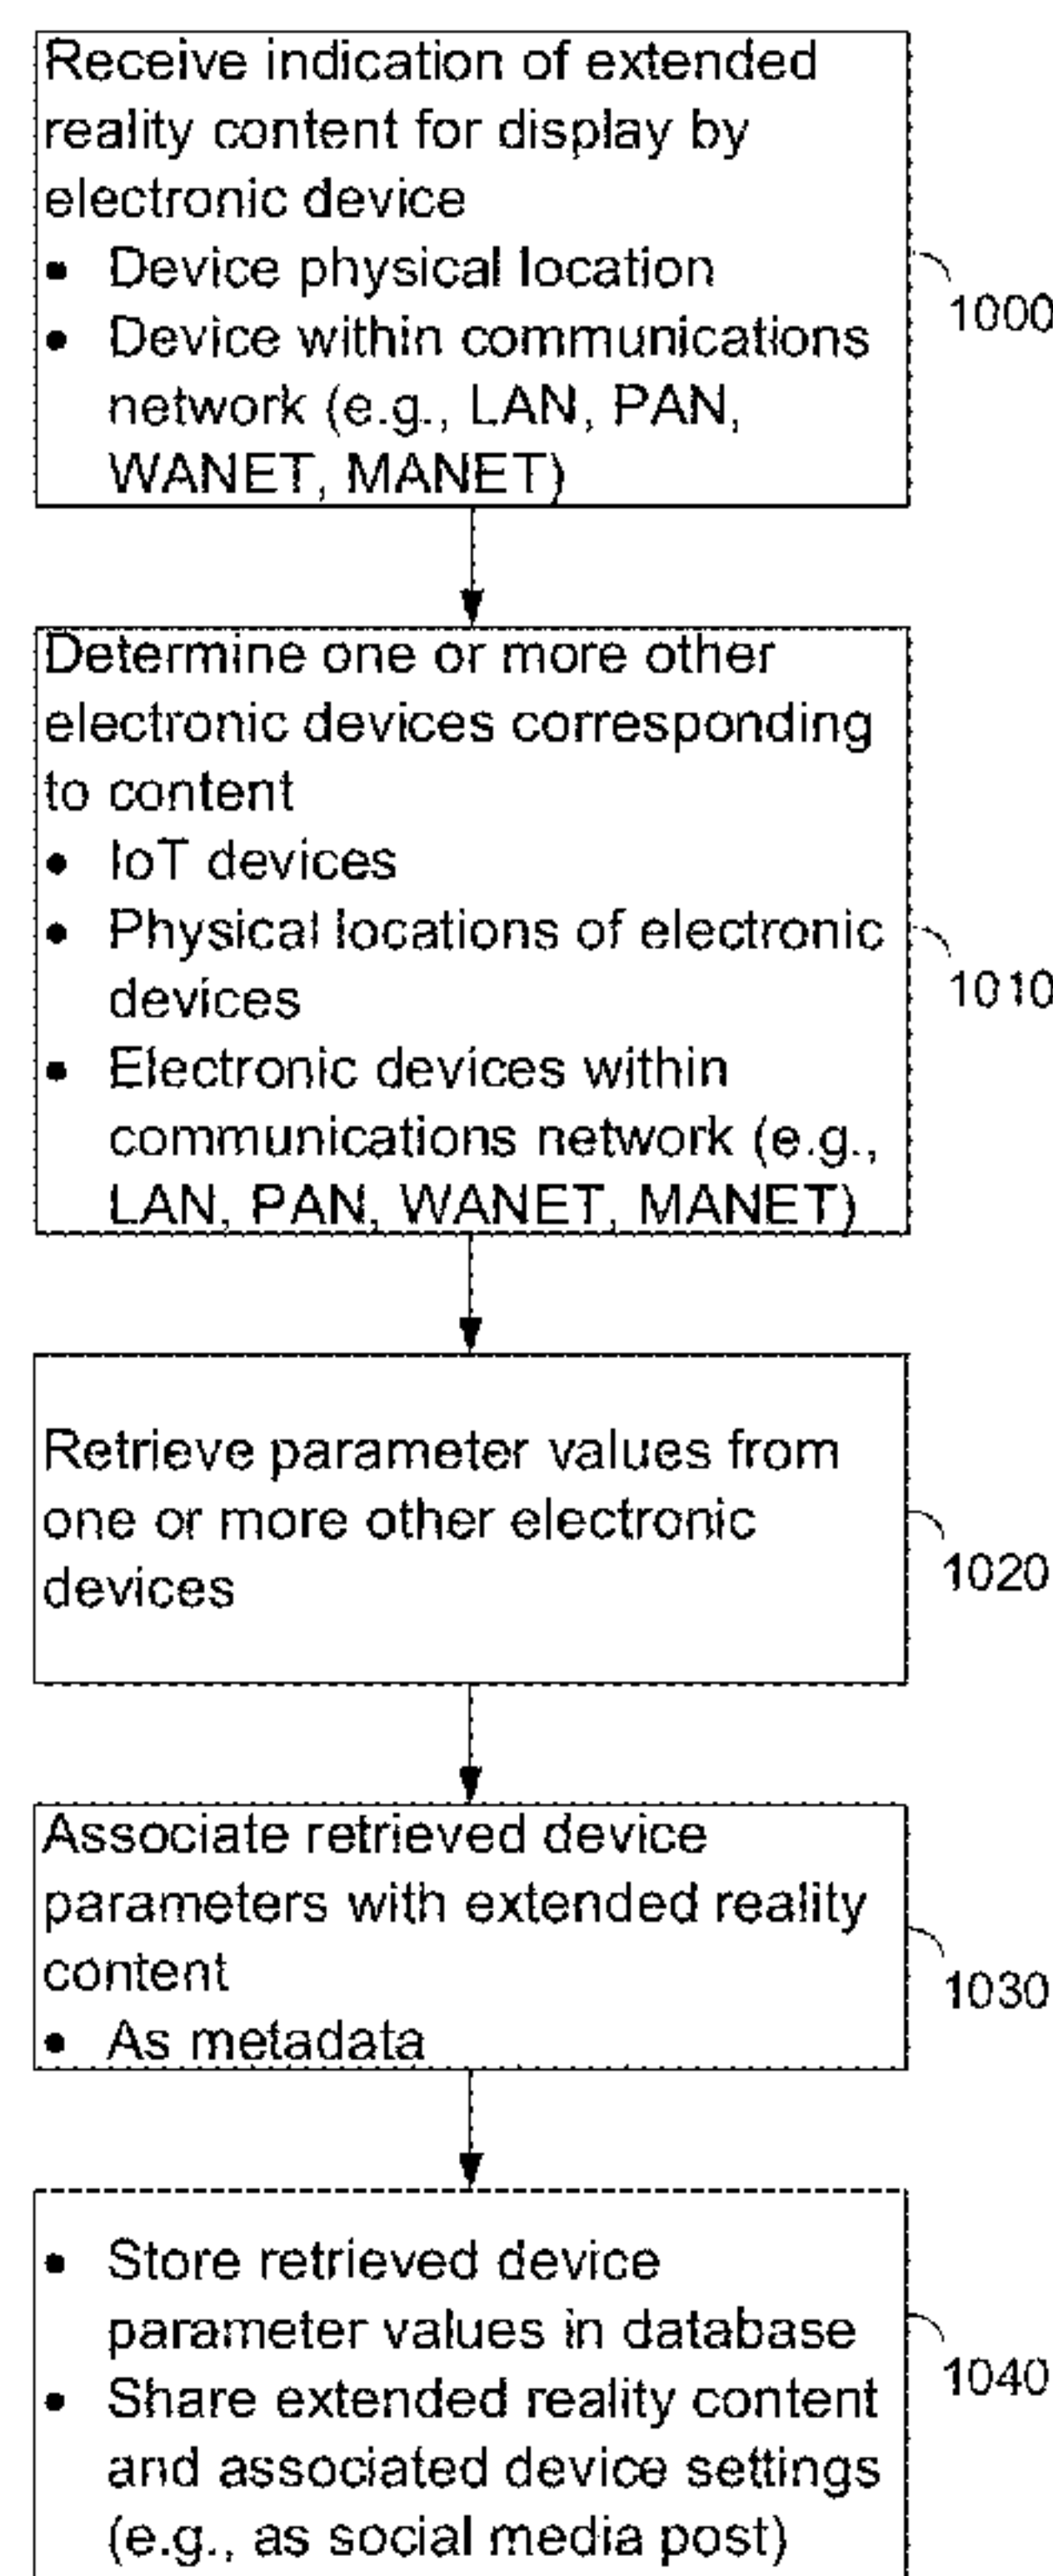 Receive indication of extended
reality content for display by
electronic device
• Device physical location
• Device within communications
network (e.g., LAN, PAN,
WANET, MANET)
1000
Determine one or more other
electronic devices corresponding
to content
• IoT devices
• Physical locations of electronic
devices
• Electronic devices within
communications network (e.g.,
LAN, PAN, WANET, MANET)
1010
Retrieve parameter values from
one or more other electronic
devices
1020
Associate retrieved device
parameters with extended reality
content
• As metadata
1030
• Store retrieved device
parameter values in database
• Share extended reality content
and associated device settings
(e.g., as social media post)
1040